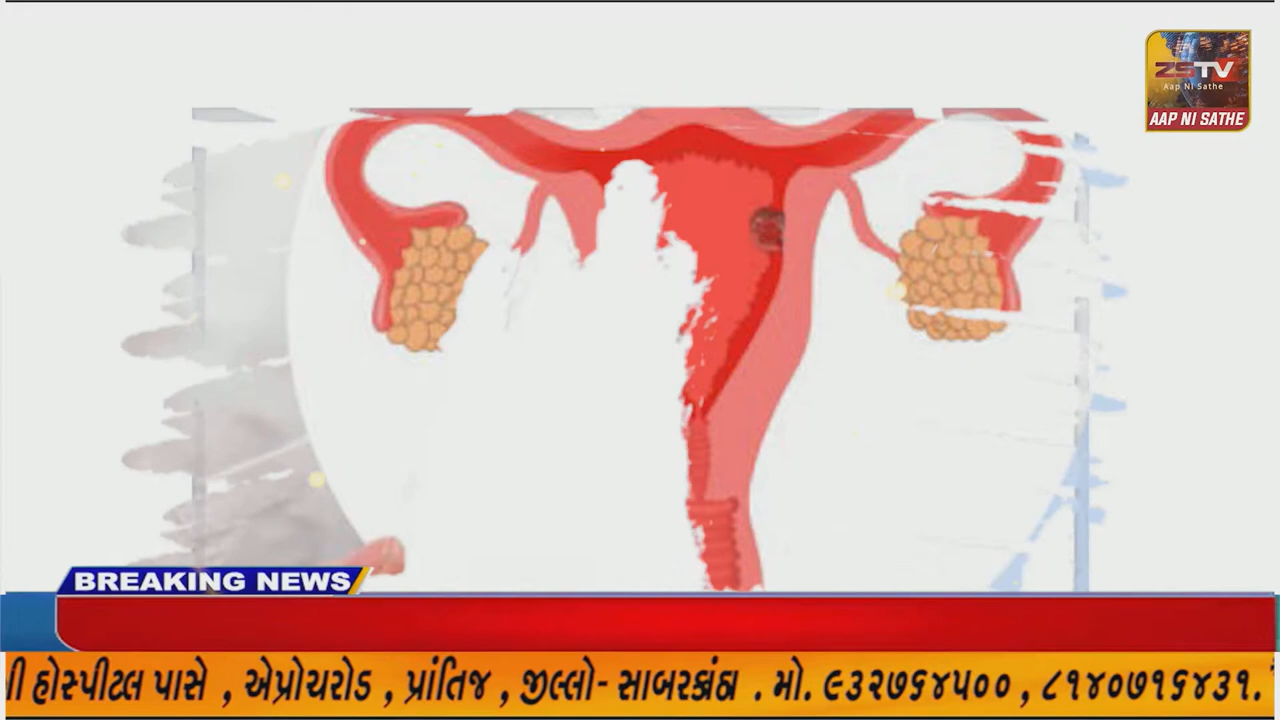 ZSTV
Aap Ni Sathe
AAP NI SATHE
BREAKING NEWS
હોસ્પીટલ પાસે , એપ્રોચરોડ , પ્રાંતિજ , જીલ્લો- સાબરકાંઠા . મો. ૯૩૨૭૬૪૫૦૦ , ૮૧૪૦૭૧૬૪૩૧.